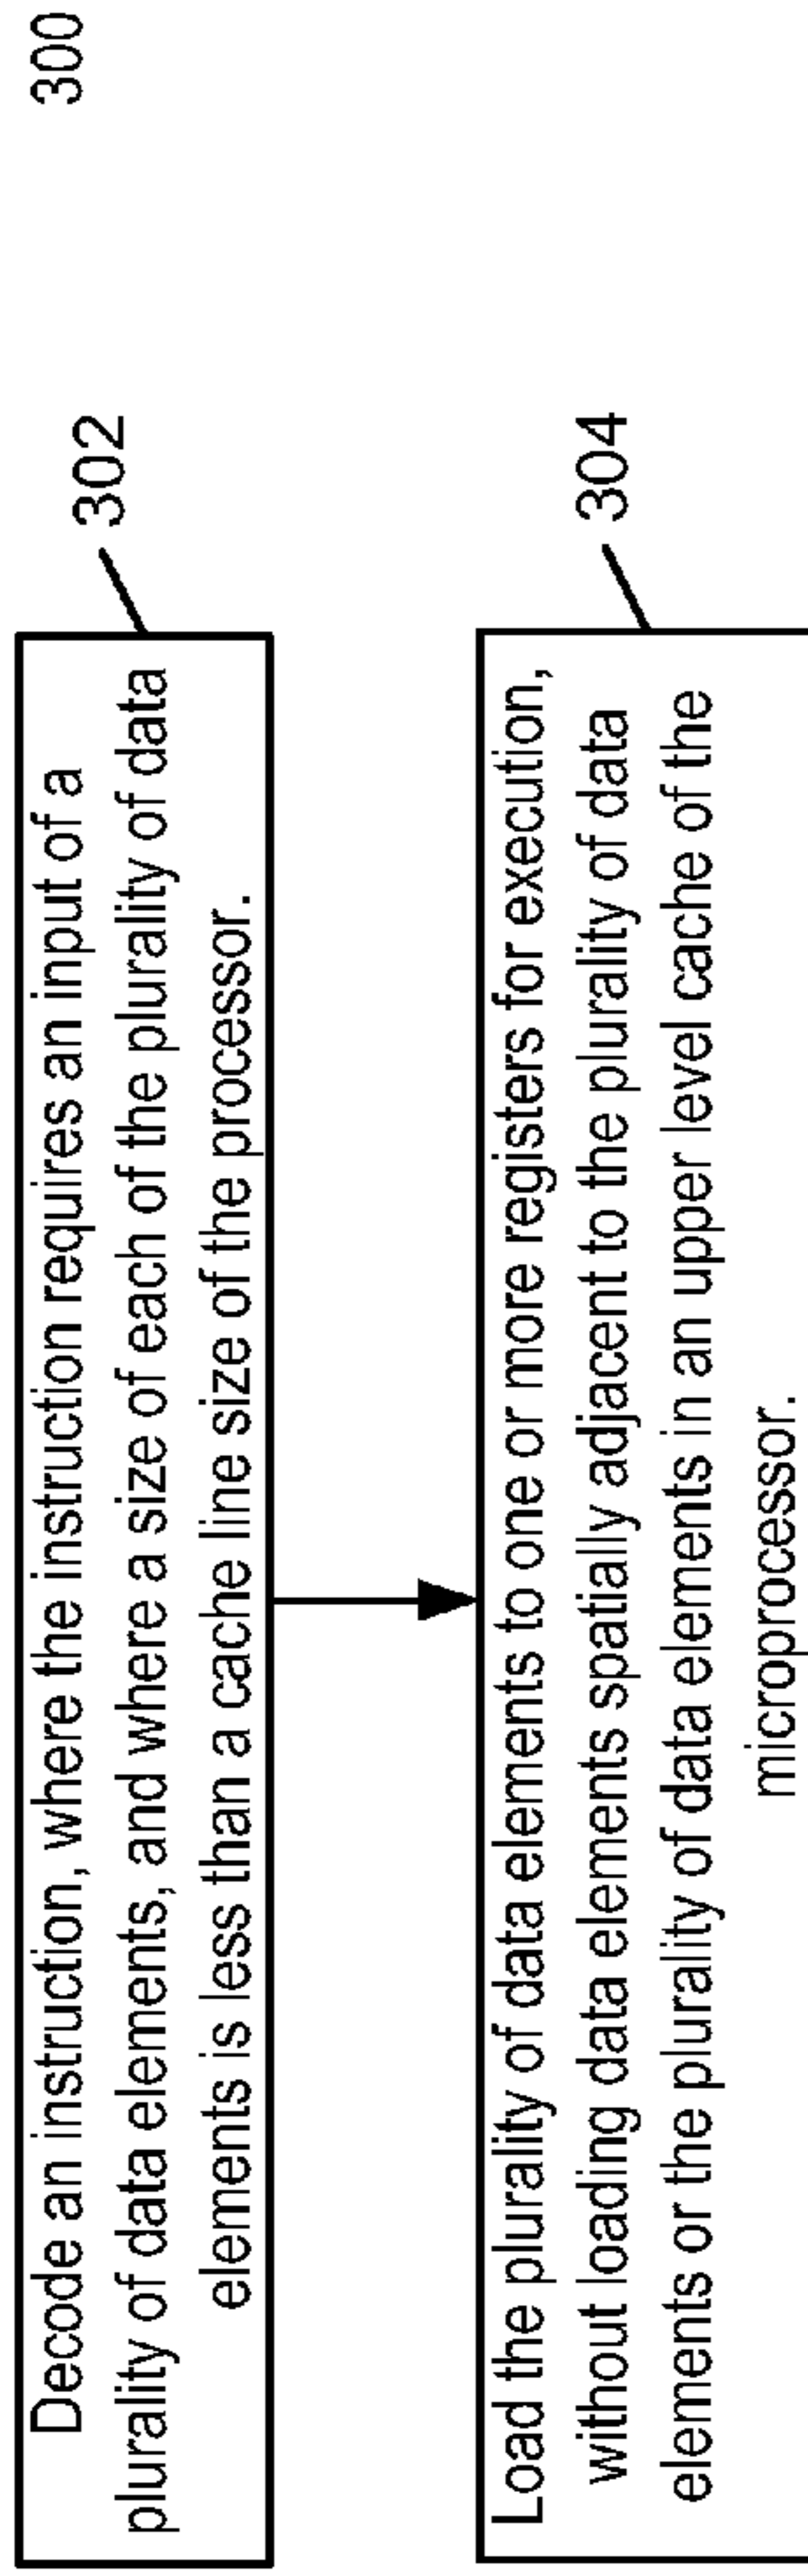 300
302
Decode an instruction, where the instruction requires an input of a
plurality of data elements, and where a size of each of the plurality of data
elements is less than a cache line size of the processor.
304
Load the plurality of data elements to one or more registers for execution,
without loading data elements spatially adjacent to the plurality of data
elements or the plurality of data elements in an upper level cache of the
microprocessor.